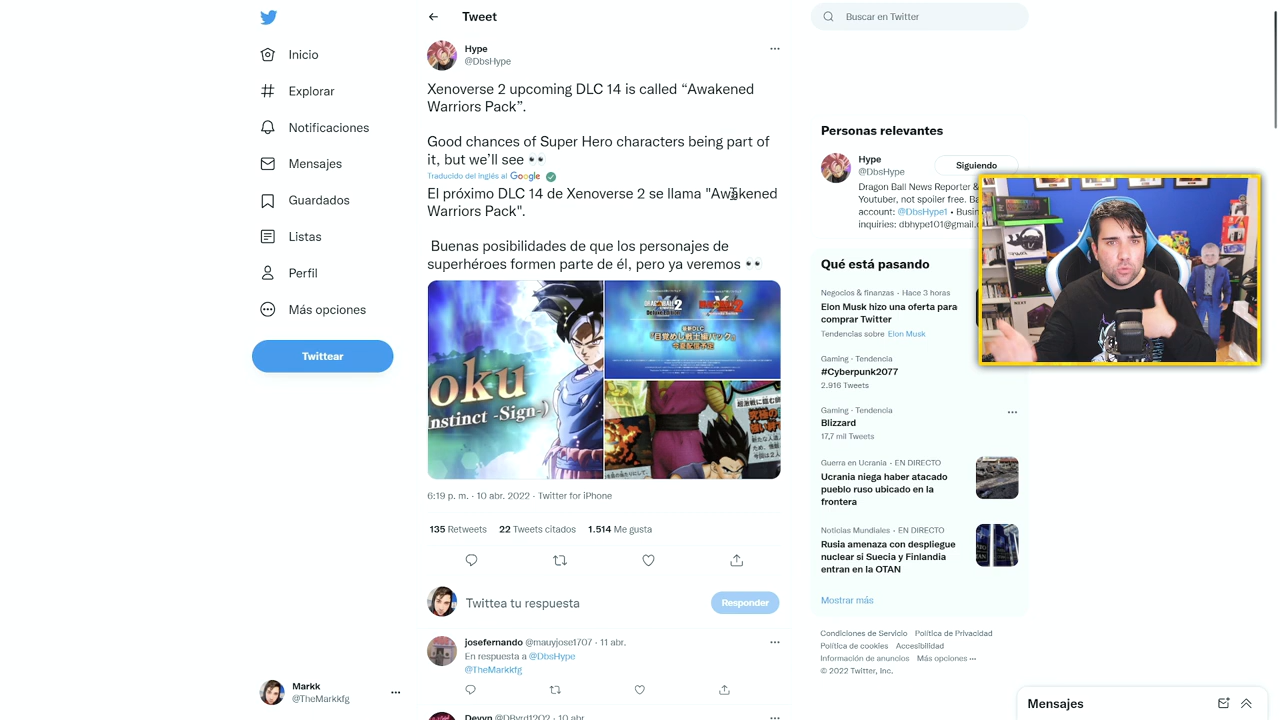 Inicio
Explorar
Notificaciones
Mensajes
Guardados
Listas
Perfil
Más opciones
Twittear
Markk
@TheMarkkfg
Tweet
Hype
@DbsHype
Xenoverse 2 upcoming DLC 14 is called “Awakened
Warriors Pack”.
Good chances of Super Hero characters being part of
it, but we’ll see 👀
Traducido del Inglés al Google
El próximo DLC 14 de Xenoverse 2 se llama "Awakened
Warriors Pack".
Buenas posibilidades de que los personajes de
superhéroes formen parte de él, pero ya veremos 👀
oku
Instinct -Sign-)
6:19 p. m. · 10 abr. 2022 · Twitter for iPhone
135 Retweets 22 Tweets citados 1.514 Me gusta
Twittea tu respuesta
Responder
josefernando @mauyjose1707 · 11 abr.
En respuesta a @DbsHype
@TheMarkkfg
Devyn @DByrd1202 · 10 abr.
Buscar en Twitter
Personas relevantes
Hype
@DbsHype
Siguiendo
Dragon Ball News Reporter &
Youtuber, not spoiler free. Ba
account: @DbsHype1 • Busin
inquiries: dbhype101@gmail.c
Qué está pasando
Negocios & finanzas · Hace 3 horas
Elon Musk hizo una oferta para
comprar Twitter
Tendencias sobre Elon Musk
Gaming · Tendencia
#Cyberpunk2077
2.916 Tweets
Gaming · Tendencia
Blizzard
17,7 mil Tweets
Guerra en Ucrania · EN DIRECTO
Ucrania niega haber atacado
pueblo ruso ubicado en la
frontera
Noticias Mundiales · EN DIRECTO
Rusia amenaza con despliegue
nuclear si Suecia y Finlandia
entran en la OTAN
Mostrar más
Condiciones de Servicio Política de Privacidad
Política de cookies Accesibilidad
Información de anuncios Más opciones ···
© 2022 Twitter, Inc.
Mensajes